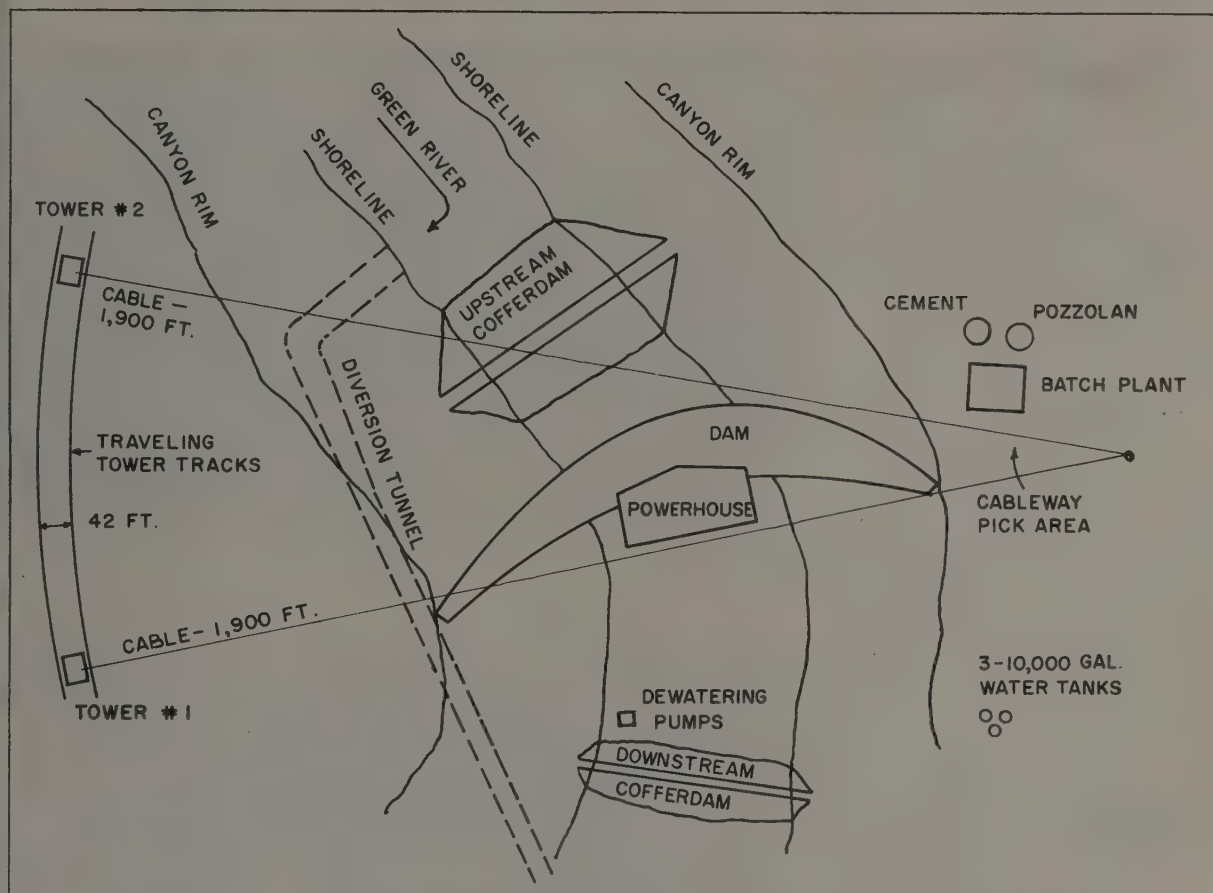 SHORELINE
CANYON RIM
GREEN RIVER
CANYON RIM
SHORELINE
TOWER #2
CABLE -
1,900 FT.
UPSTREAM
COFFERDAM
CEMENT
POZZOLAN
BATCH PLANT
DIVERSION TUNNEL
DAM
TRAVELING
TOWER TRACKS
POWERHOUSE
CABLEWAY
PICK AREA
42 FT.
CABLE - 1,900 FT.
3-10,000 GAL.
WATER TANKS
TOWER #1
DEWATERING
PUMPS
DOWNSTREAM
COFFERDAM